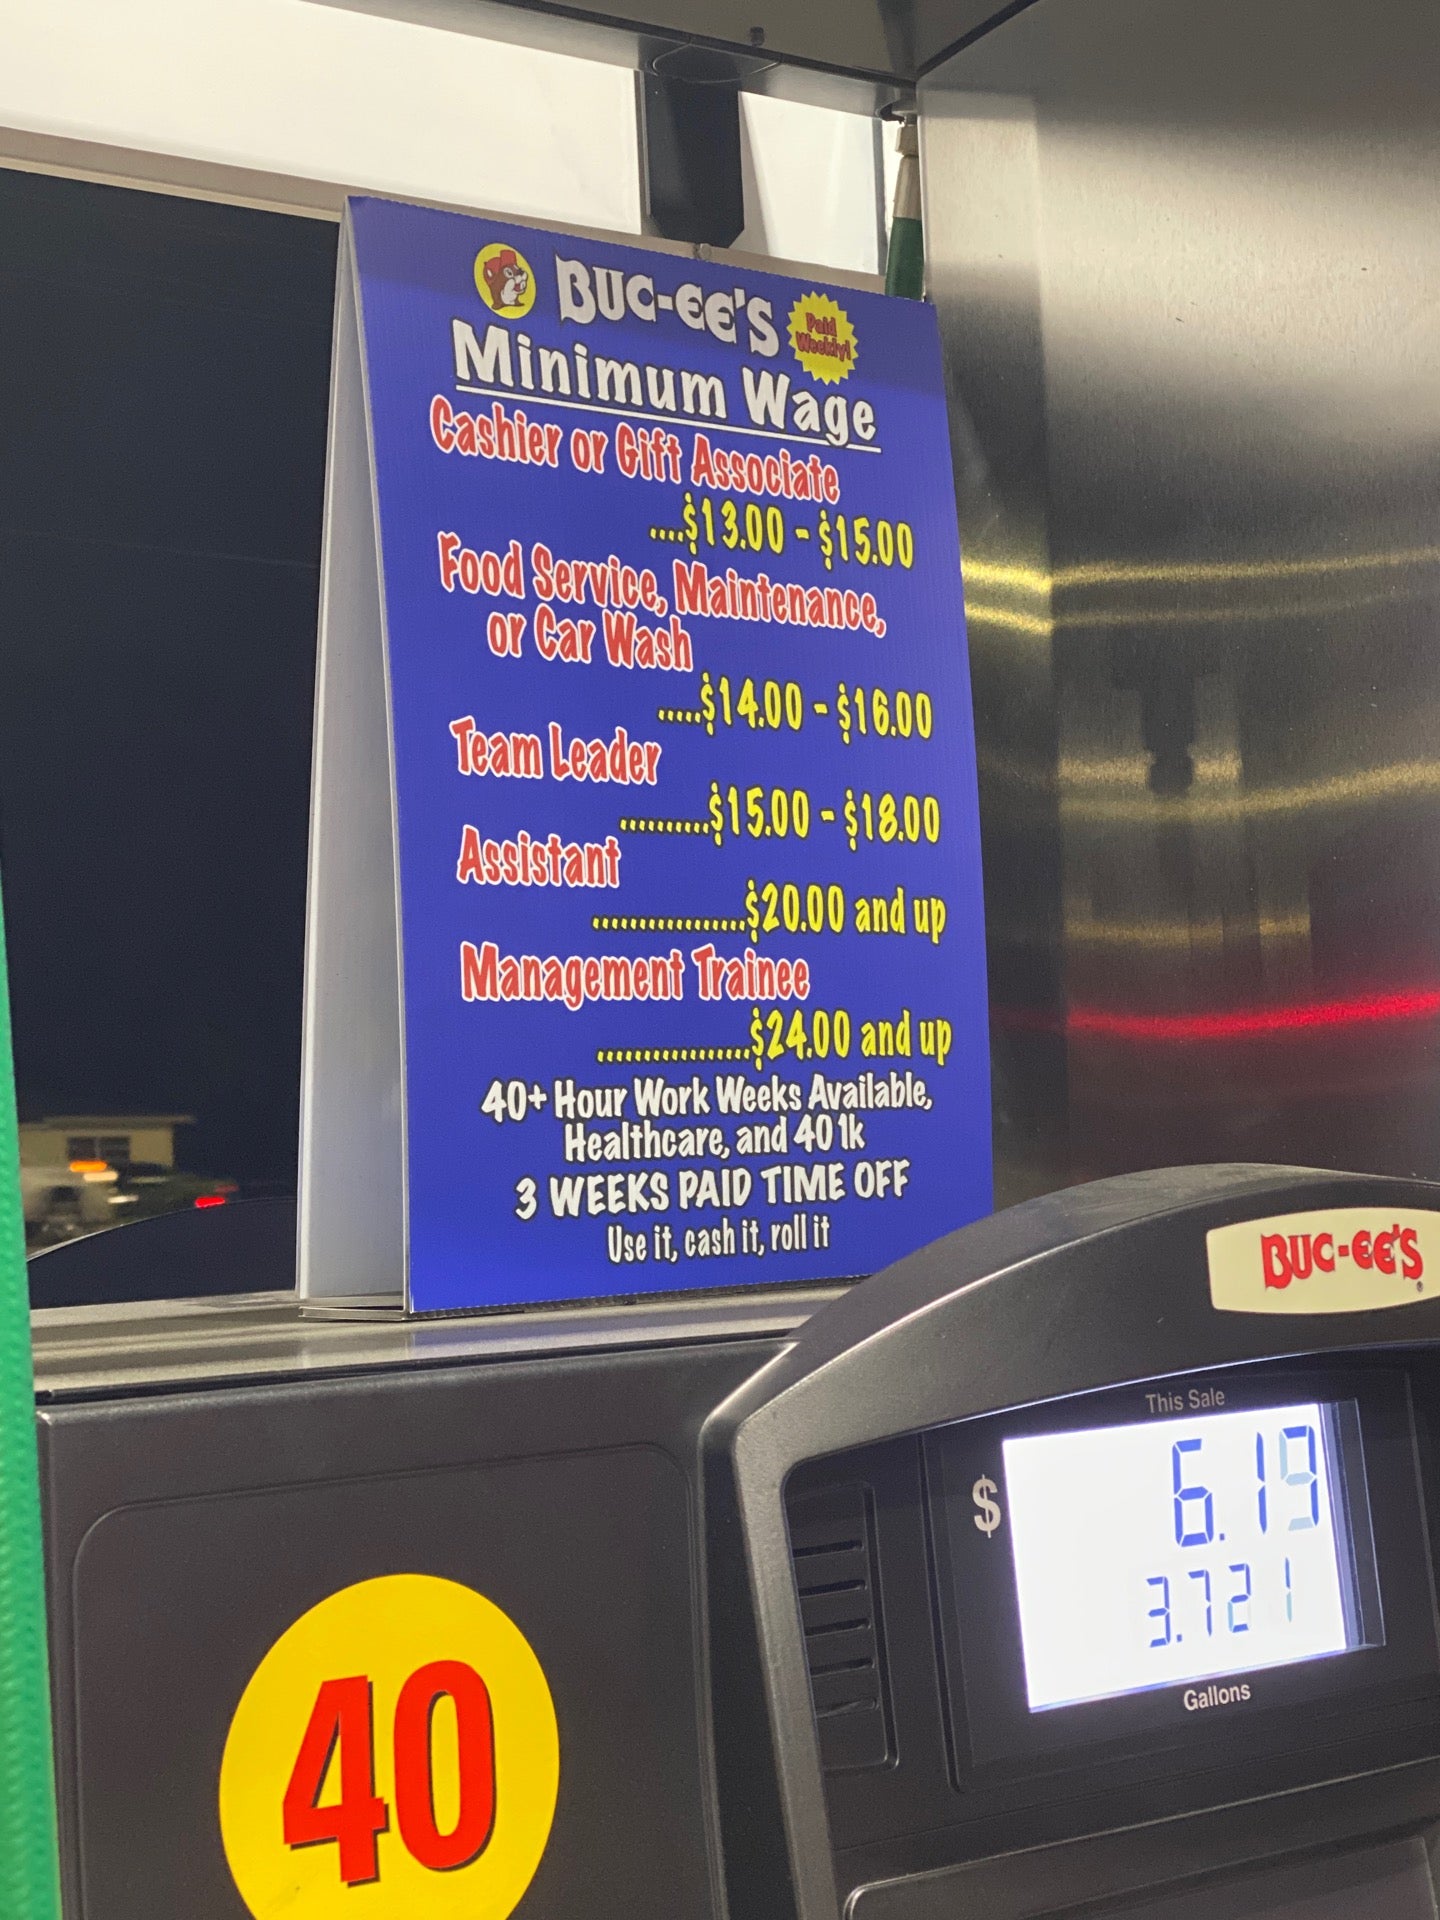 BUC-EE'S
Paid
Weekly!
Minimum Wage
Cashier or Gift Associate
....$13.00 - $15.00
Food Service, Maintenance,
or Car Wash
.....$14.00 - $16.00
Team Leader
..........$15.00 - $18.00
Assistant
.................$20.00 and up
Management Trainee
.................$24.00 and up
40+ Hour Work Weeks Available,
Healthcare, and 401k
3 WEEKS PAID TIME OFF
Use it, cash it, roll it
BUC-EE'S
This Sale
$ 6.19
3.721
Gallons
40